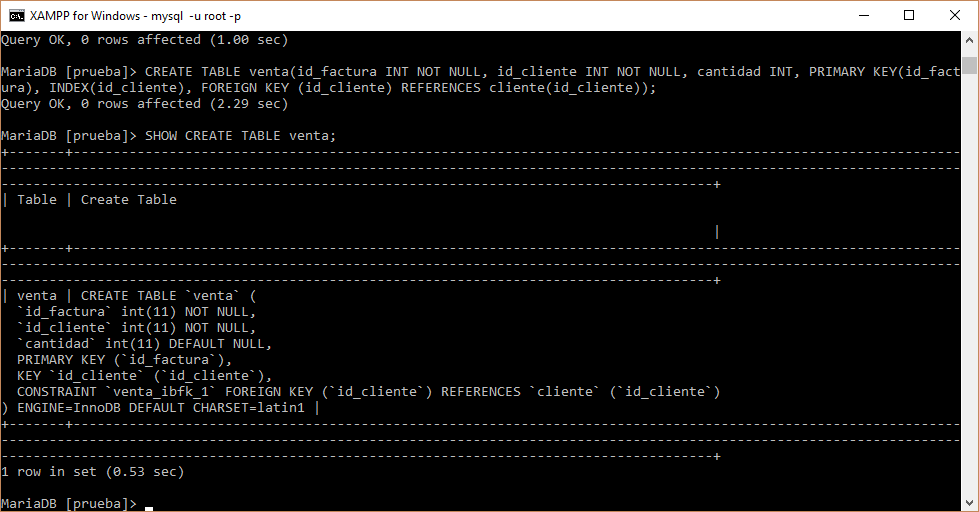 XAMPP for Windows - mysql  -u root -p
Query OK, 0 rows affected (1.00 sec)
MariaDB [prueba]> CREATE TABLE venta(id_factura INT NOT NULL, id_cliente INT NOT NULL, cantidad INT, PRIMARY KEY(id_fact
ura), INDEX(id_cliente), FOREIGN KEY (id_cliente) REFERENCES cliente(id_cliente));
Query OK, 0 rows affected (2.29 sec)
MariaDB [prueba]> SHOW CREATE TABLE venta;
| Table | Create Table
|
| venta | CREATE TABLE `venta` (
  `id_factura` int(11) NOT NULL,
  `id_cliente` int(11) NOT NULL,
  `cantidad` int(11) DEFAULT NULL,
  PRIMARY KEY (`id_factura`),
  KEY `id_cliente` (`id_cliente`),
  CONSTRAINT `venta_ibfk_1` FOREIGN KEY (`id_cliente`) REFERENCES `cliente` (`id_cliente`)
) ENGINE=InnoDB DEFAULT CHARSET=latin1 |
1 row in set (0.53 sec)
MariaDB [prueba]>